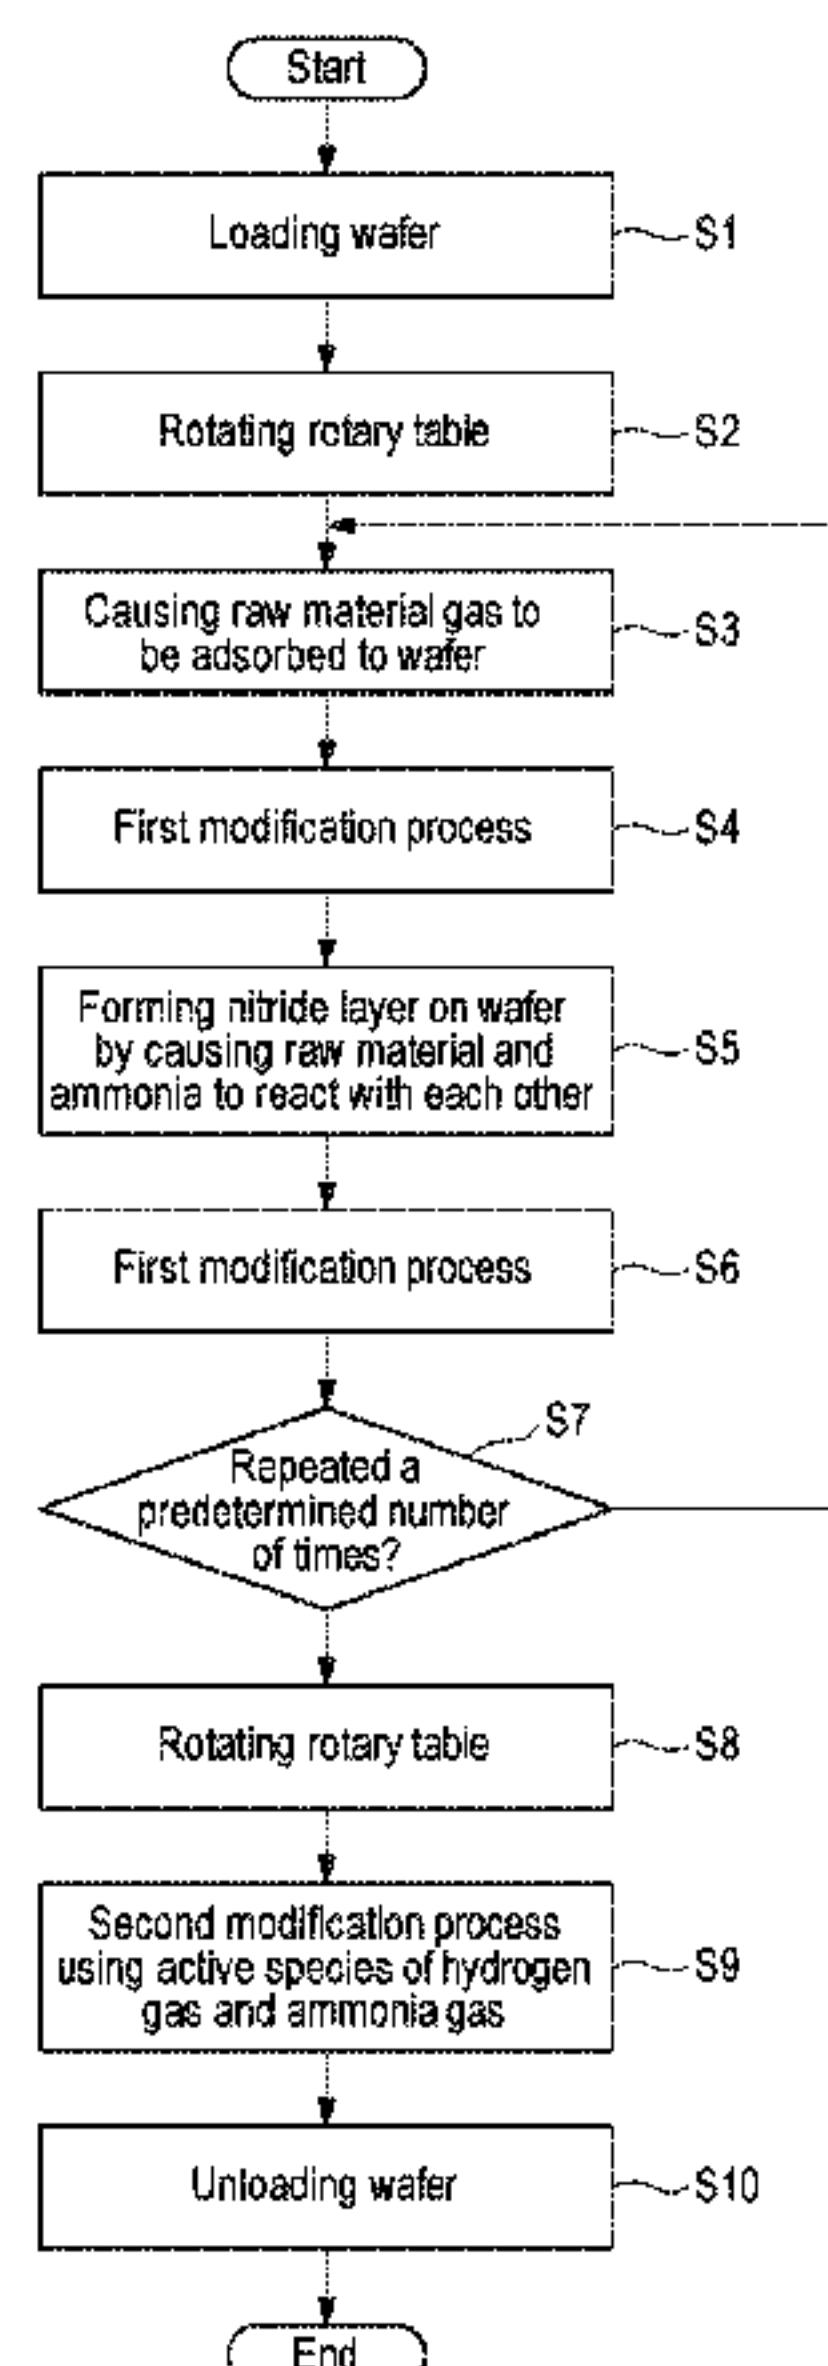 Start
Loading wafer
S1
Rotating rotary table
S2
Causing raw material gas to
be adsorbed to wafer
S3
First modification process
S4
Forming nitride layer on wafer
by causing raw material and
ammonia to react with each other
S5
First modification process
S6
S7
Repeated a
predetermined number
of times?
Rotating rotary table
S8
Second modification process
using active species of hydrogen
gas and ammonia gas
S9
Unloading wafer
S10
End